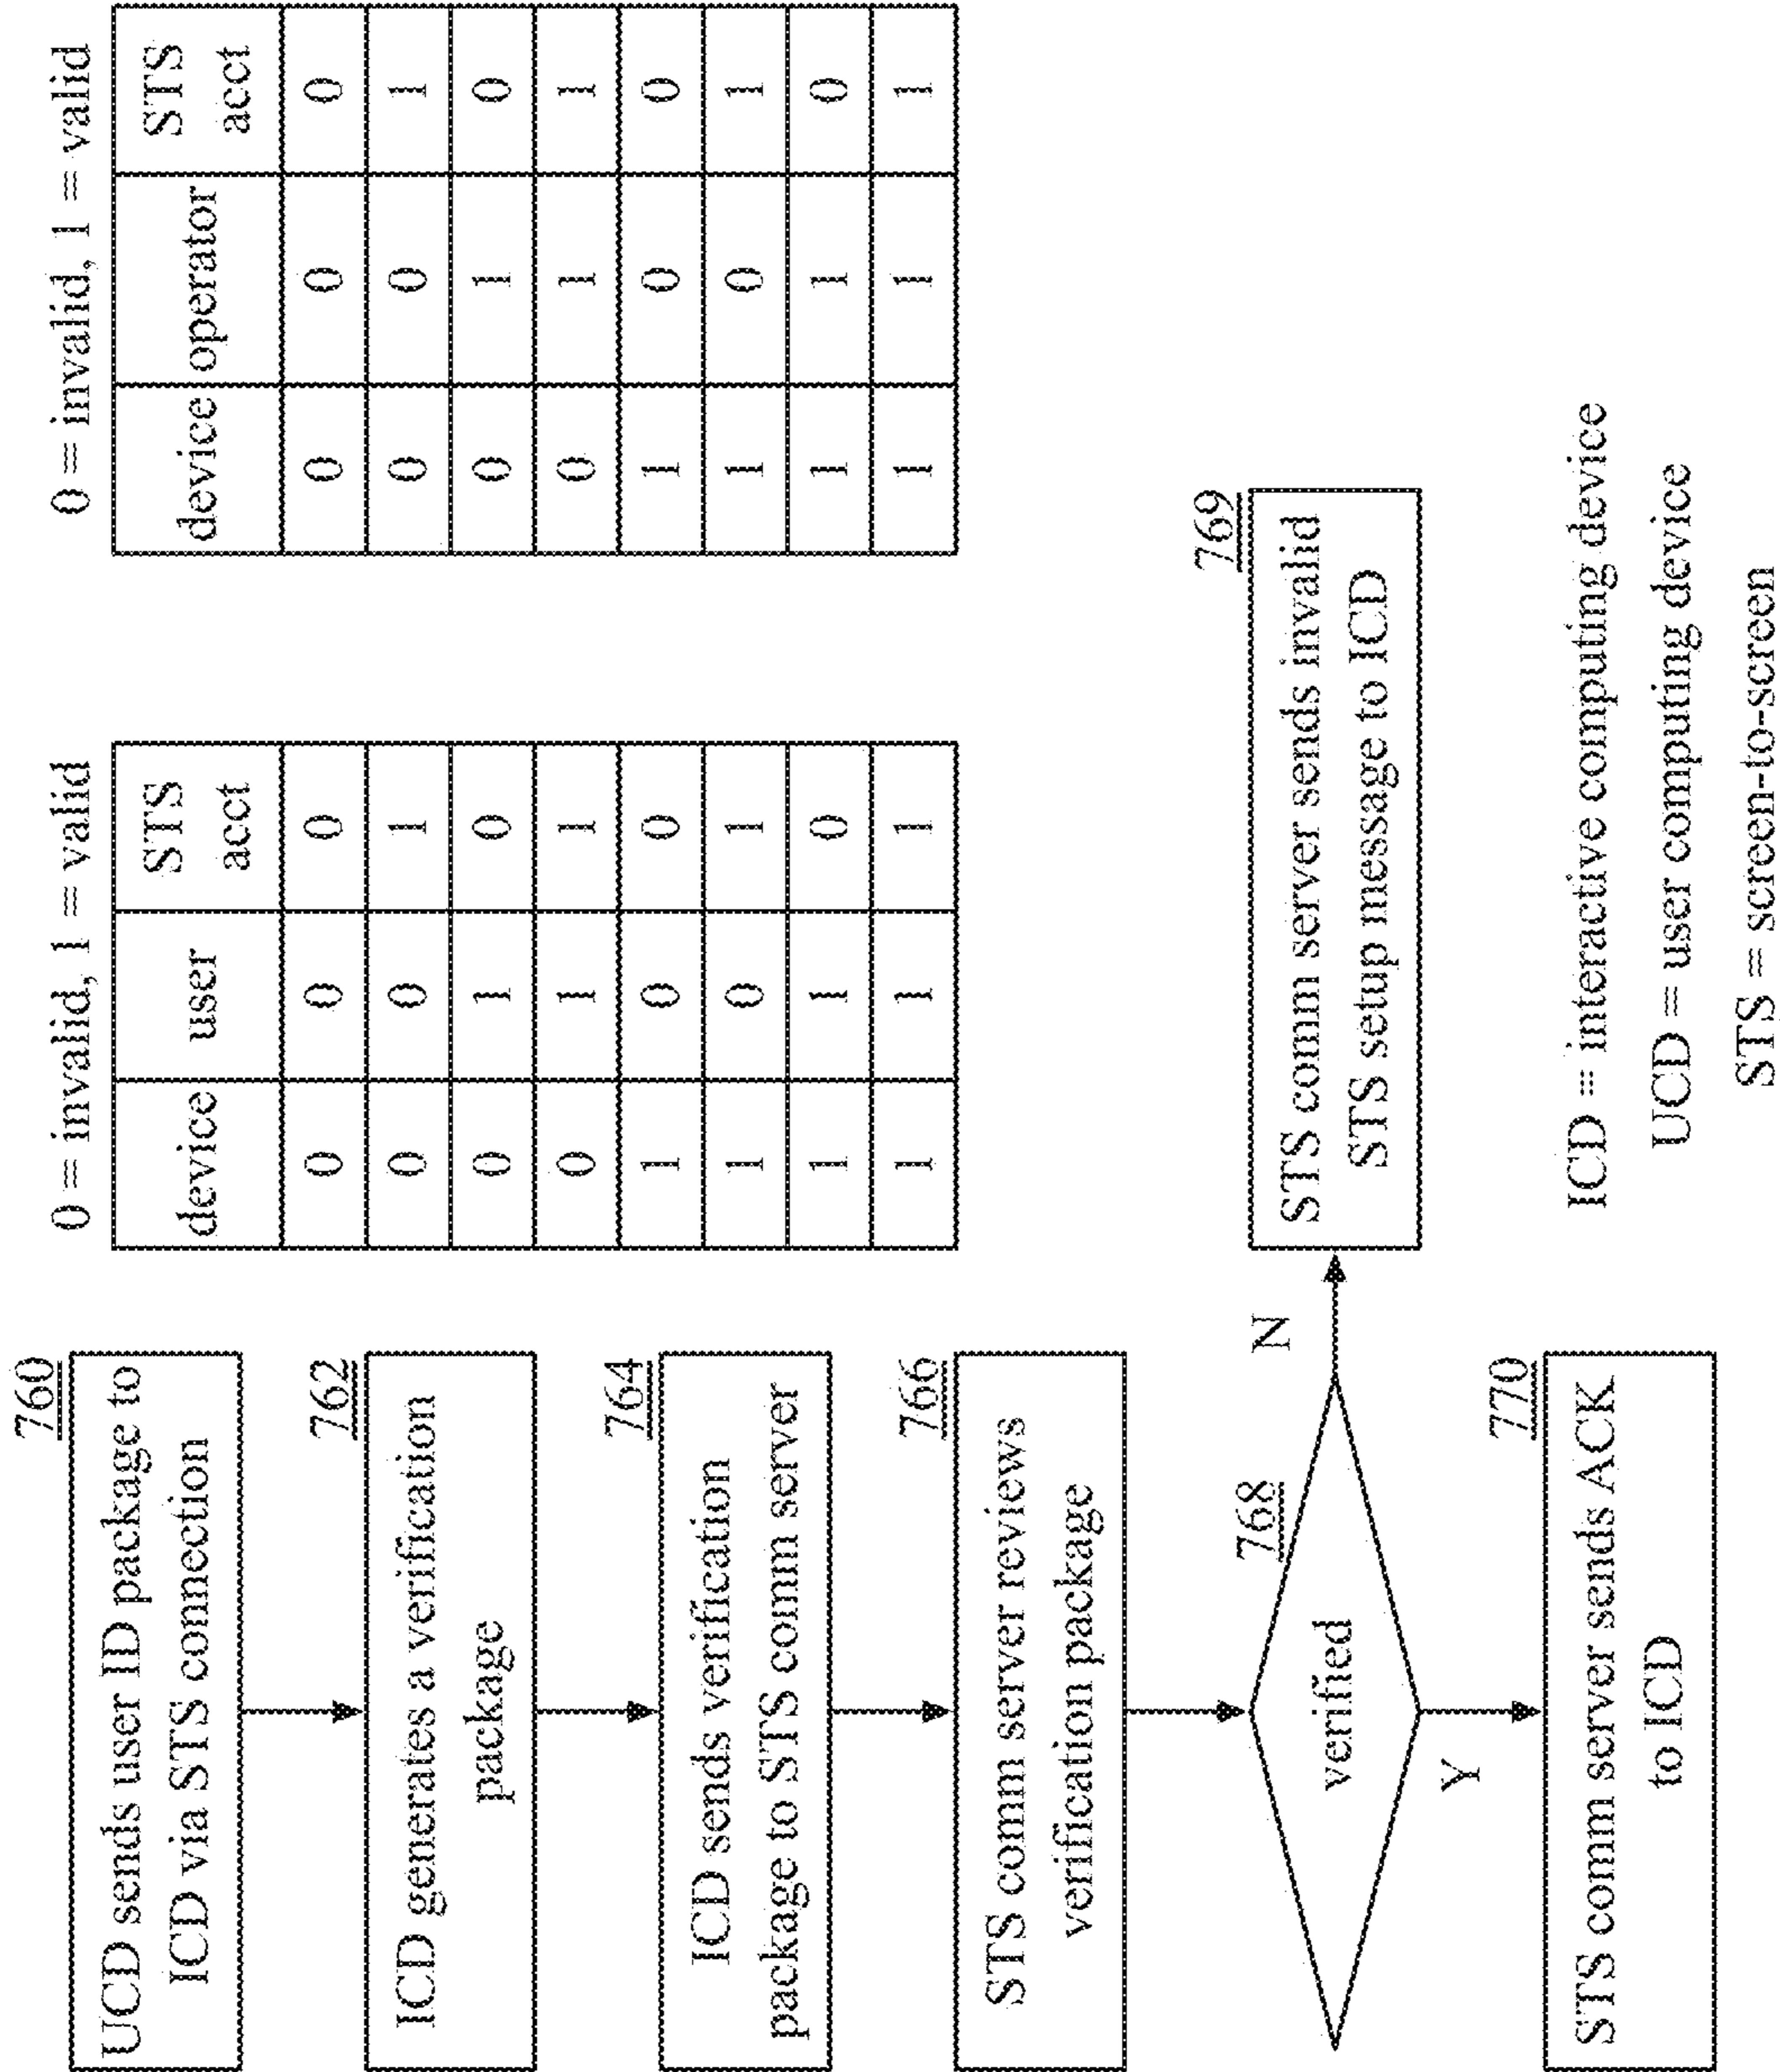 760
UCD sends user ID package to
ICD via STS connection
762
ICD generates a verification
package
764
ICD sends verification
package to STS comm server
766
STS comm server reviews
verification package
768
verified
N
Y
769
STS comm server sends invalid
STS setup message to ICD
770
STS comm server sends ACK
to ICD
0 = invalid, 1 = valid
device user STS
acct
0 0 0
0 0 1
0 1 0
0 1 1
1 0 0
1 0 1
1 1 0
1 1 1
0 = invalid, 1 = valid
device operator STS
acct
0 0 0
0 0 1
0 1 0
0 1 1
1 0 0
1 0 1
1 1 0
1 1 1
ICD = interactive computing device
UCD = user computing device
STS = screen-to-screen